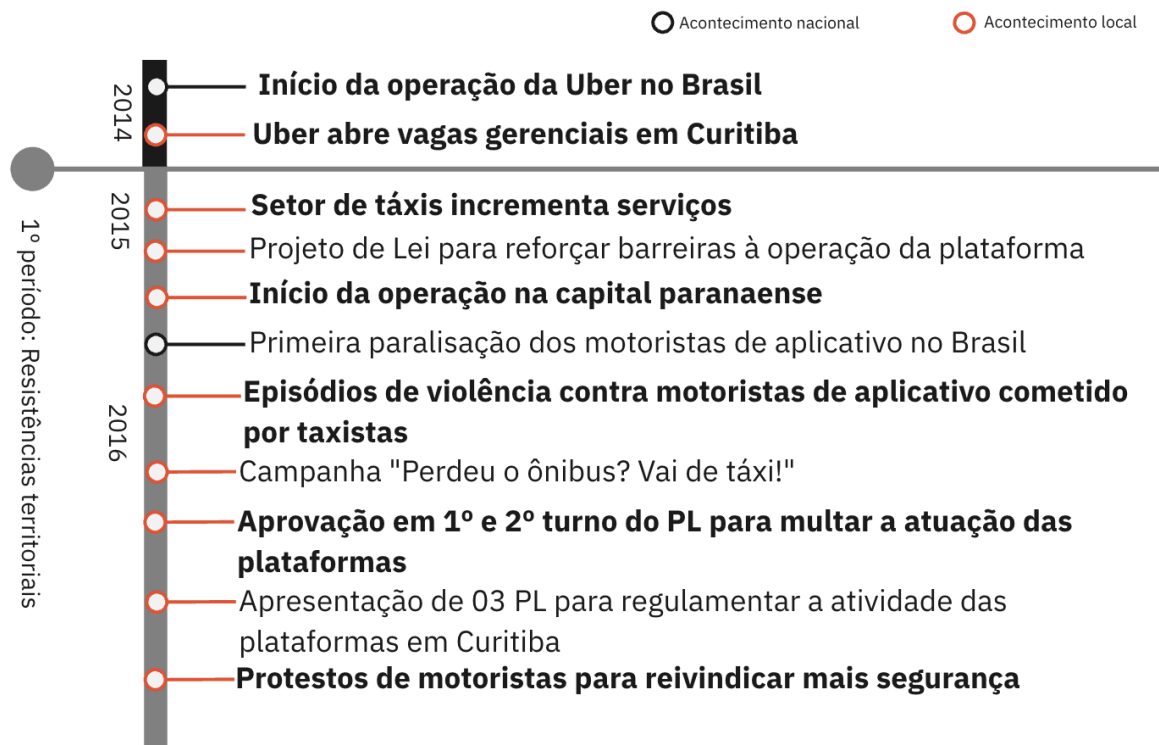 Acontecimento nacional
Acontecimento local
2014
Início da operação da Uber no Brasil
Uber abre vagas gerenciais em Curitiba
1º período: Resistências territoriais
2015
Setor de táxis incrementa serviços
Projeto de Lei para reforçar barreiras à operação da plataforma
Início da operação na capital paranaense
Primeira paralisação dos motoristas de aplicativo no Brasil
2016
Episódios de violência contra motoristas de aplicativo cometido
por taxistas
Campanha "Perdeu o ônibus? Vai de táxi!"
Aprovação em 1º e 2º turno do PL para multar a atuação das
plataformas
Apresentação de 03 PL para regulamentar a atividade das
plataformas em Curitiba
Protestos de motoristas para reivindicar mais segurança